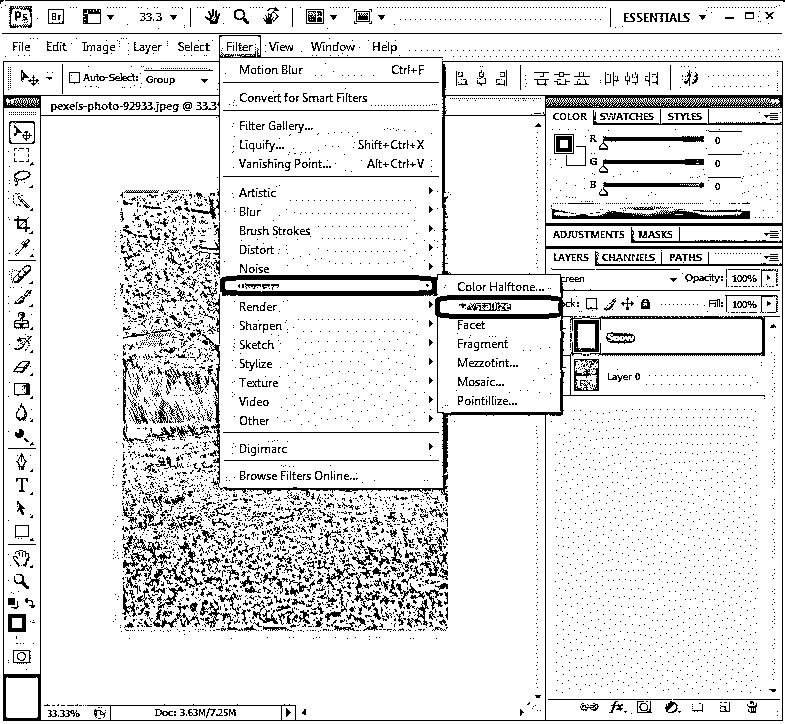 Ps Br 33.3 ESSENTIALS
File Edit Image Layer Select Filter View Window Help
Auto-Select: Group
pexels-photo-92933.jpeg @ 33.3
Motion Blur Ctrl+F
Convert for Smart Filters
Filter Gallery...
Liquify... Shift+Ctrl+X
Vanishing Point... Alt+Ctrl+V
Artistic
Blur
Brush Strokes
Distort
Noise
Render
Sharpen
Sketch
Stylize
Texture
Video
Other
Digimarc
Browse Filters Online...
Color Halftone...
Facet
Fragment
Mezzotint...
Mosaic...
Pointillize...
COLOR SWATCHES STYLES
R 0
G 0
B 0
ADJUSTMENTS MASKS
LAYERS CHANNELS PATHS
creen Opacity: 100%
ock: Fill: 100%
Snow
Layer 0
33.33% Doc: 3.63M/7.25M